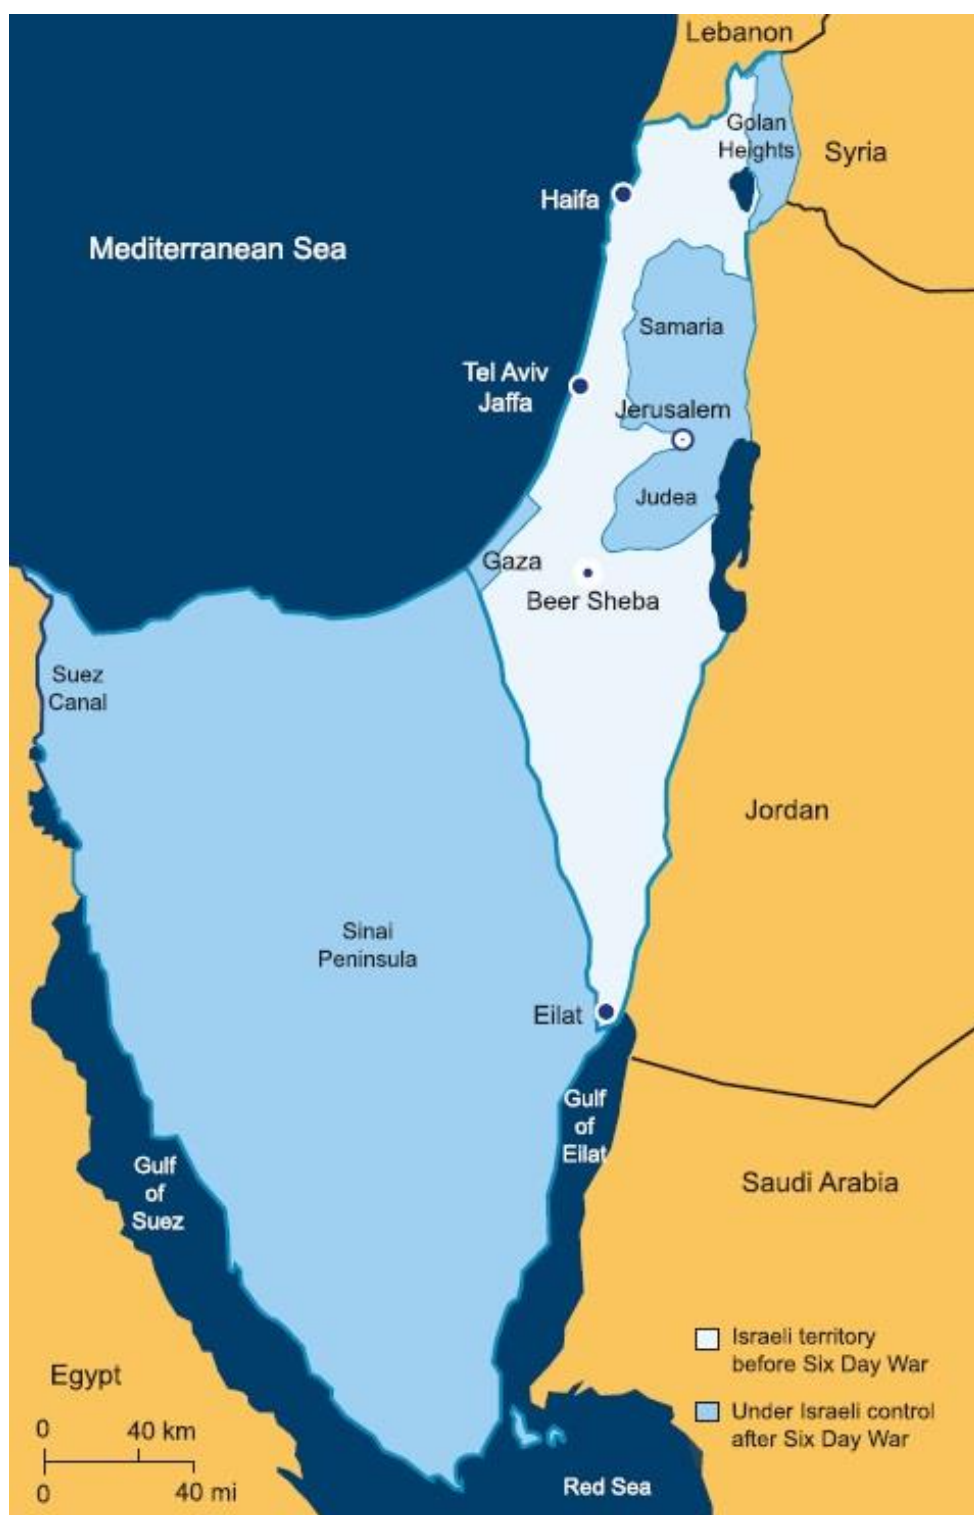 Lebanon
Golan
Heights
Syria
Haifa
Mediterranean Sea
Samaria
Tel Aviv
Jaffa
Jerusalem
Judea
Gaza
Beer Sheba
Suez
Canal
Jordan
Sinai
Peninsula
Eilat
Gulf
of
Eilat
Gulf
of
Suez
Saudi Arabia
Israeli territory
before Six Day War
Egypt
Under Israeli control
after Six Day War
0 40 km
0 40 mi
Red Sea